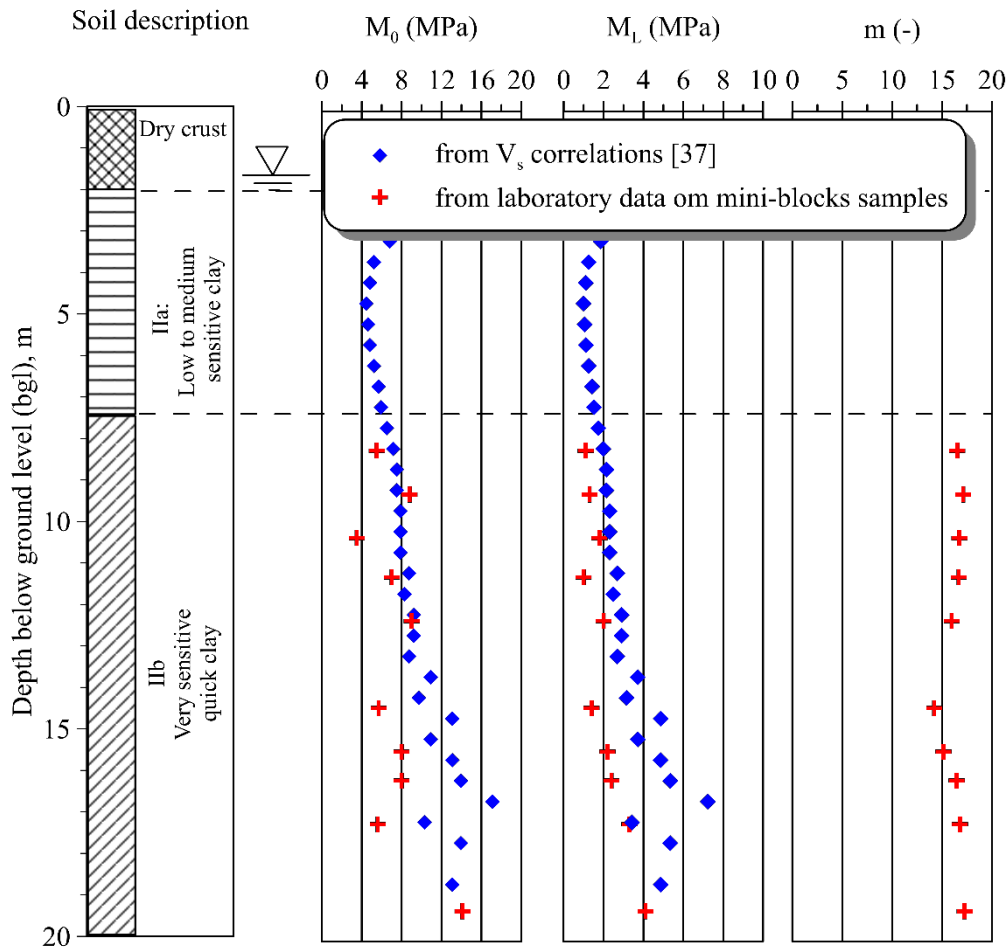 Soil description
M₀ (MPa)
M_L (MPa)
m (-)
0 4 8 12 16 20
0 2 4 6 8 10
0 5 10 15 20
0
5
10
15
20
Depth below ground level (bgl), m
Dry crust
IIa:
Low to medium
sensitive clay
IIb
Very sensitive
quick clay
from V_s correlations [37]
from laboratory data om mini-blocks samples